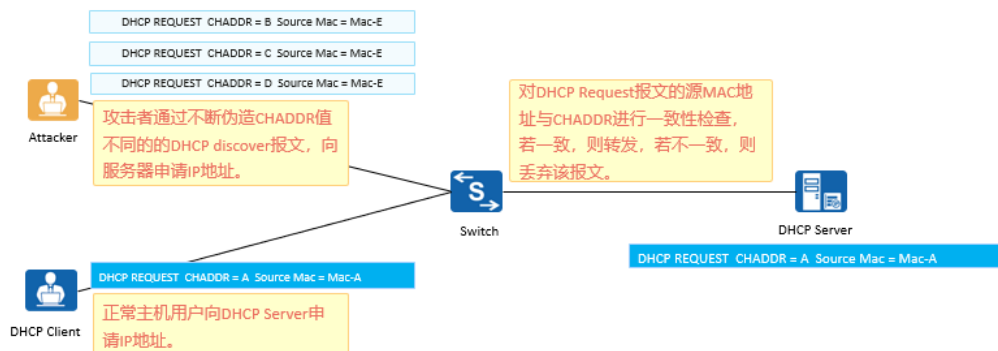 DHCP REQUEST CHADDR = B Source Mac = Mac-E
DHCP REQUEST CHADDR = C Source Mac = Mac-E
DHCP REQUEST CHADDR = D Source Mac = Mac-E
Attacker
攻击者通过不断伪造CHADDR值
不同的的DHCP discover报文，向
服务器申请IP地址。
对DHCP Request报文的源MAC地
址与CHADDR进行一致性检查，
若一致，则转发，若不一致，则
丢弃该报文。
S
Switch
DHCP Server
DHCP REQUEST CHADDR = A Source Mac = Mac-A
DHCP REQUEST CHADDR = A Source Mac = Mac-A
DHCP Client
正常主机用户向DHCP Server申
请IP地址。